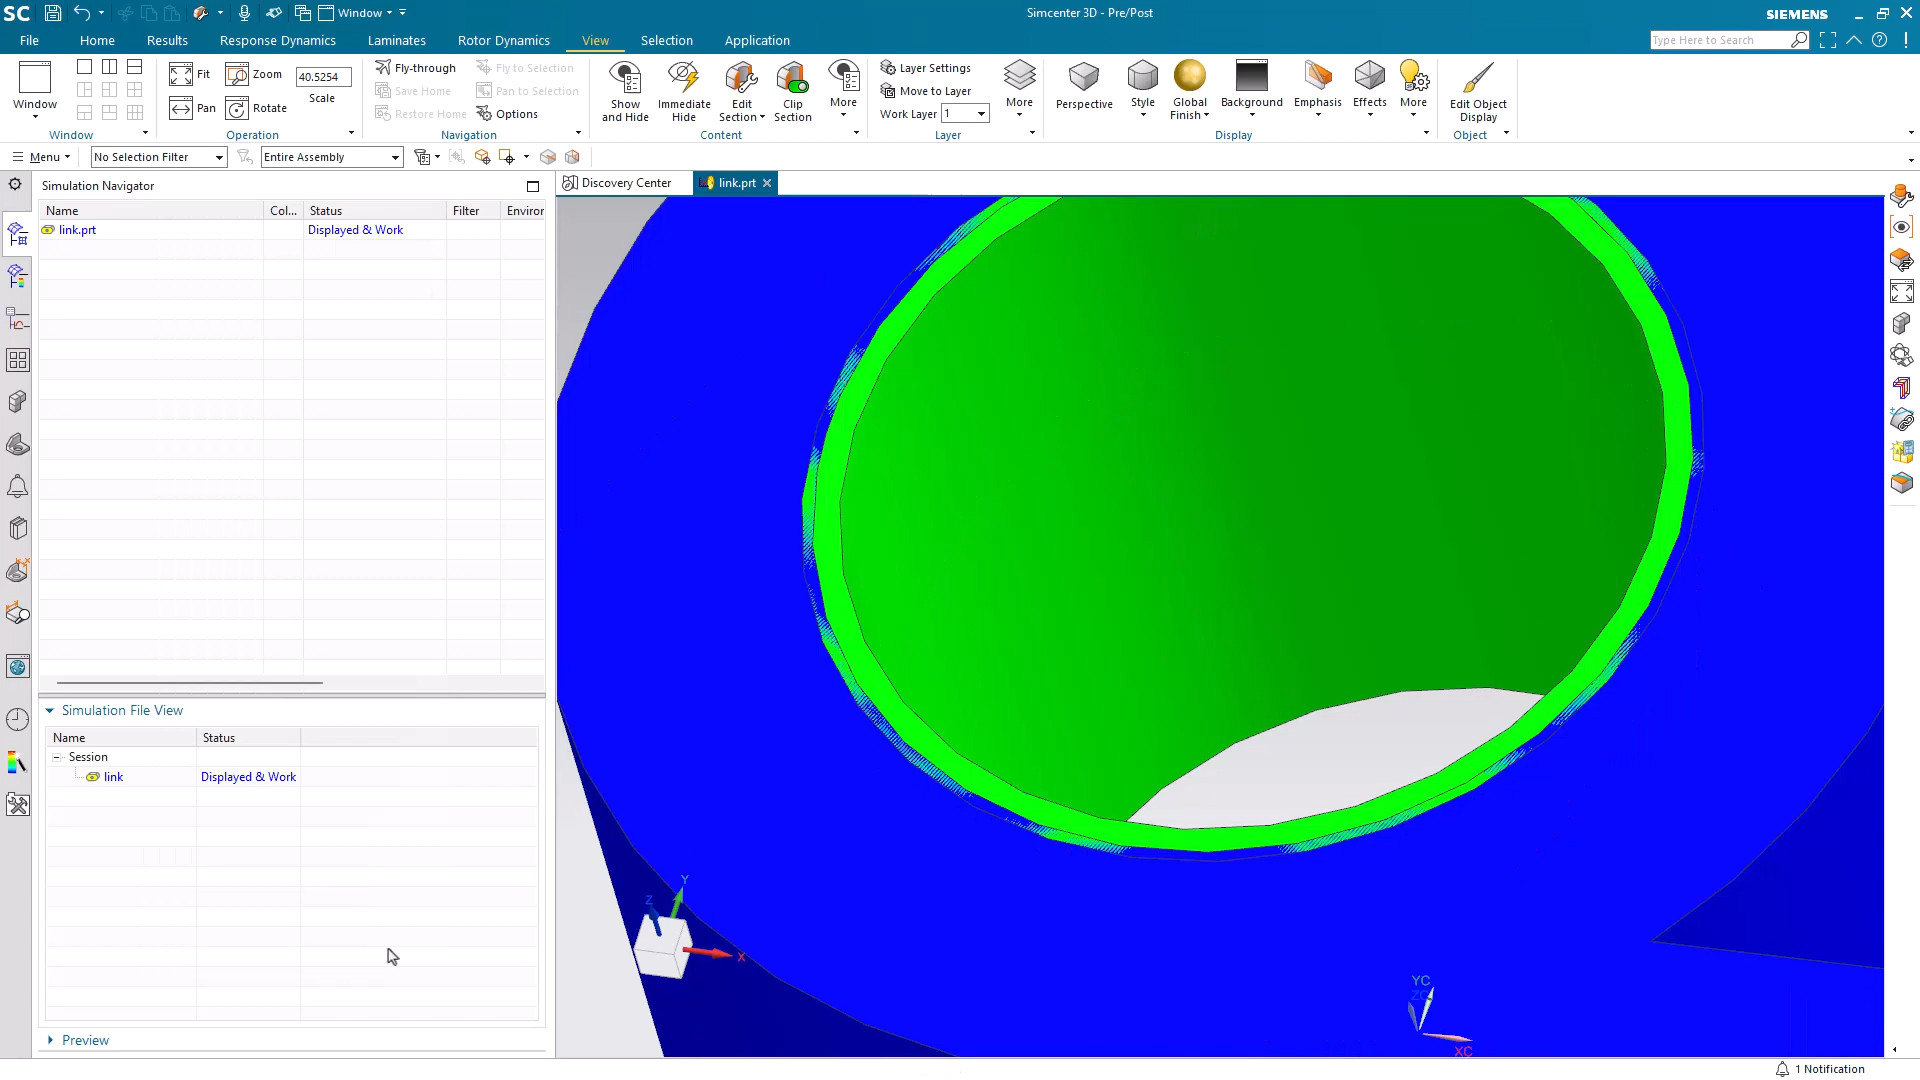 SC Window Simcenter 3D - Pre/Post SIEMENS
File Home Results Response Dynamics Laminates Rotor Dynamics View Selection Application Type Here to Search
Window
Window
Fit
Pan
Zoom
Rotate
40.5254
Scale
Operation
Fly-through
Save Home
Restore Home
Fly to Selection
Pan to Selection
Options
Navigation
Show and Hide
Immediate Hide
Edit Section
Clip Section
More
Content
Layer Settings
Move to Layer
Work Layer 1
More
Layer
Perspective
Style
Global Finish
Background
Emphasis
Effects
More
Display
Edit Object Display
Object
Menu No Selection Filter Entire Assembly
Simulation Navigator
Discovery Center link.prt
Name Col... Status Filter Environ
link.prt Displayed & Work
Simulation File View
Name Status
Session
link Displayed & Work
Preview
Z Y X
YC
ZC
XC
1 Notification